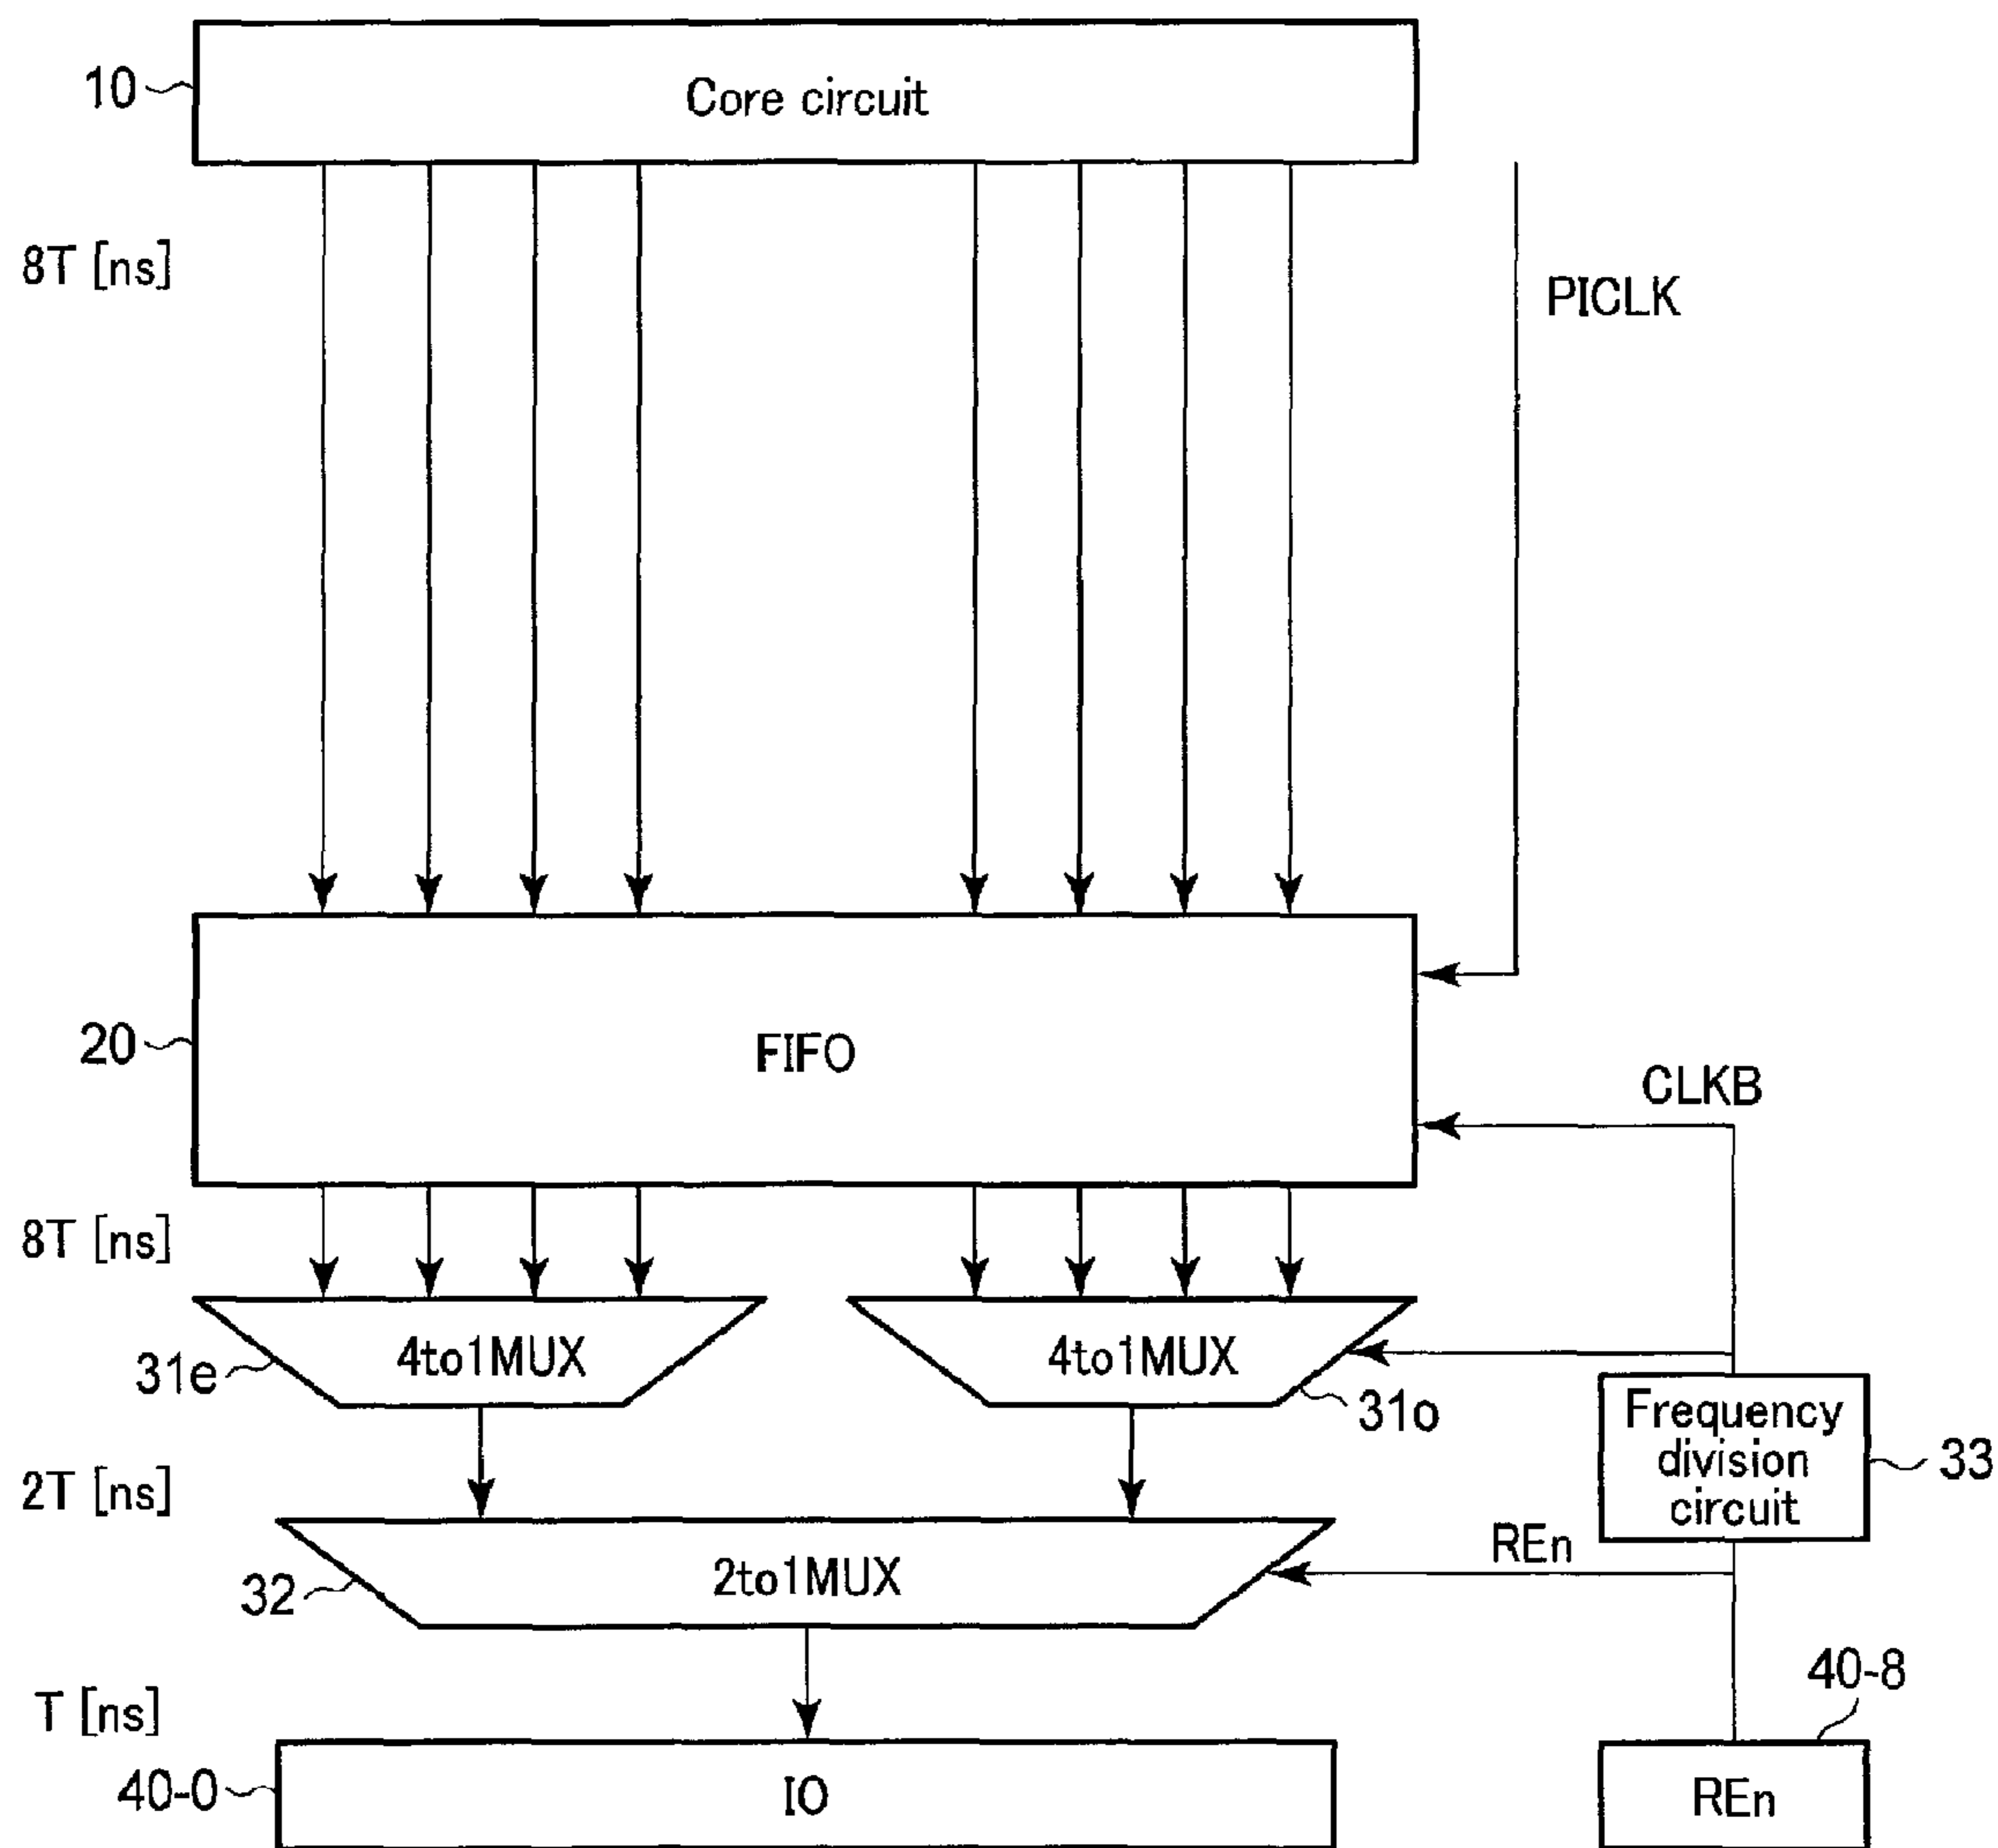 10
Core circuit
8T [ns]
PICLK
20
FIFO
CLKB
8T [ns]
31e
4to1MUX
4to1MUX
31o
Frequency
division
circuit
33
2T [ns]
REn
32
2to1MUX
40-8
T [ns]
40-0
IO
REn